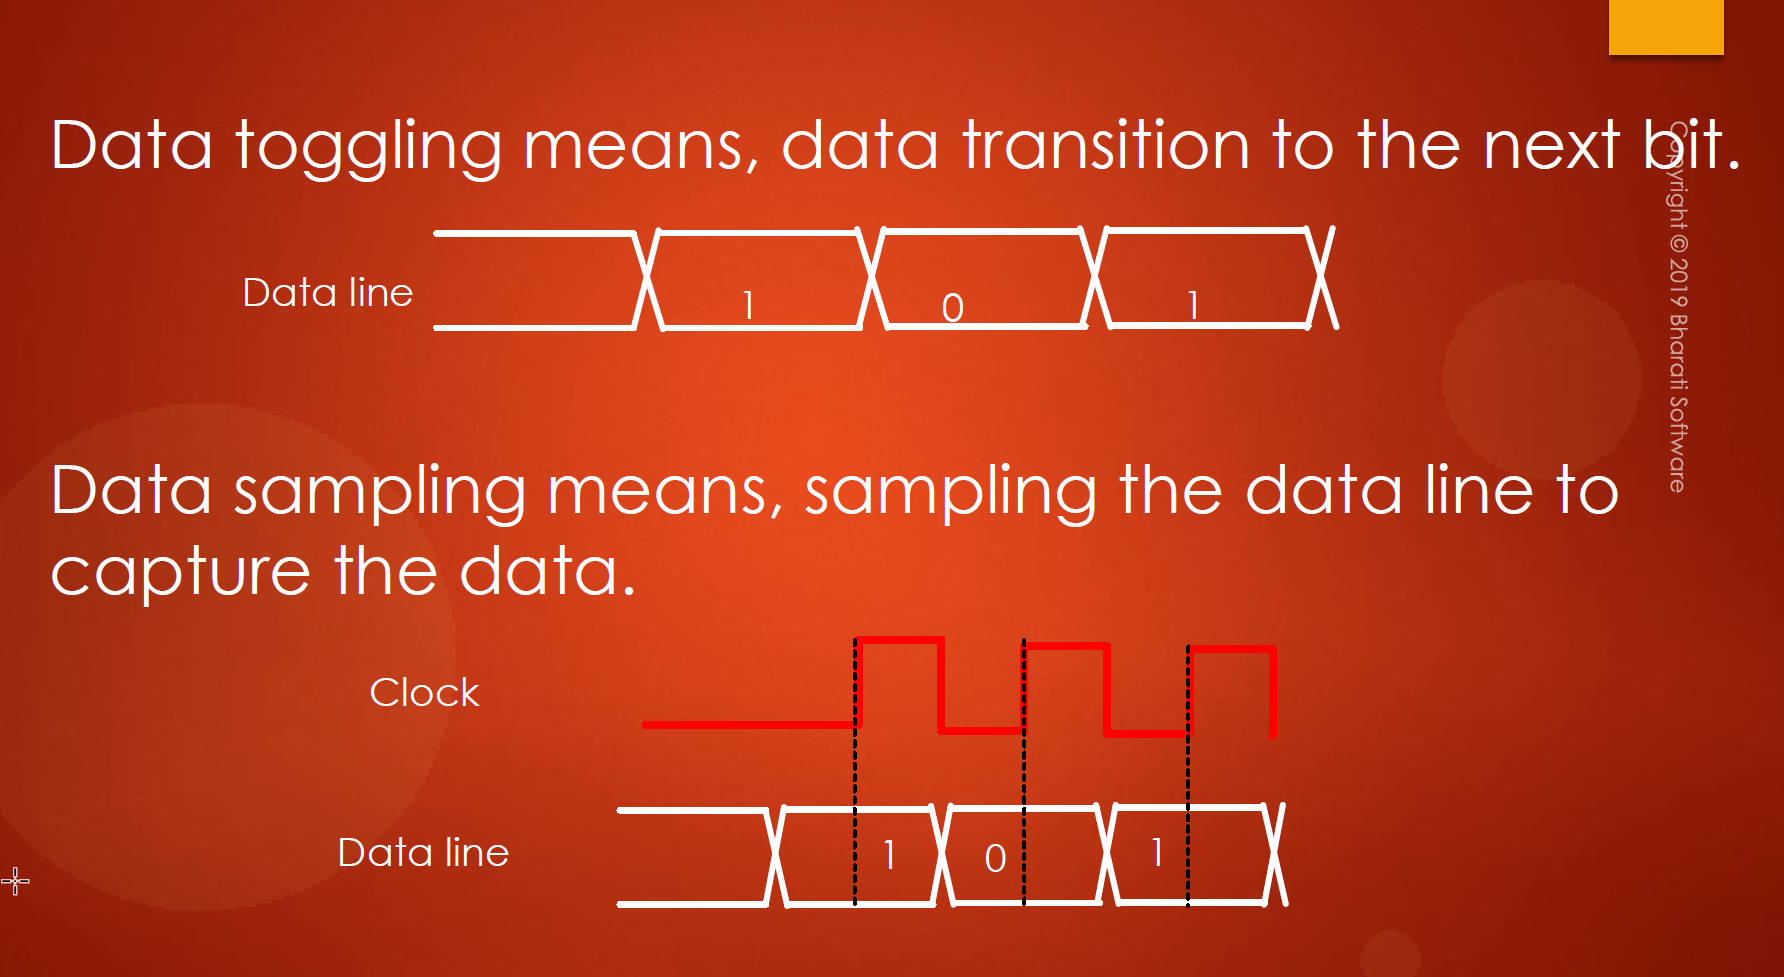 Data toggling means, data transition to the next bit.
Data line
1 0 1
Data sampling means, sampling the data line to
capture the data.
Clock
Data line
1 0 1
Copyright © 2019 Bharati Software